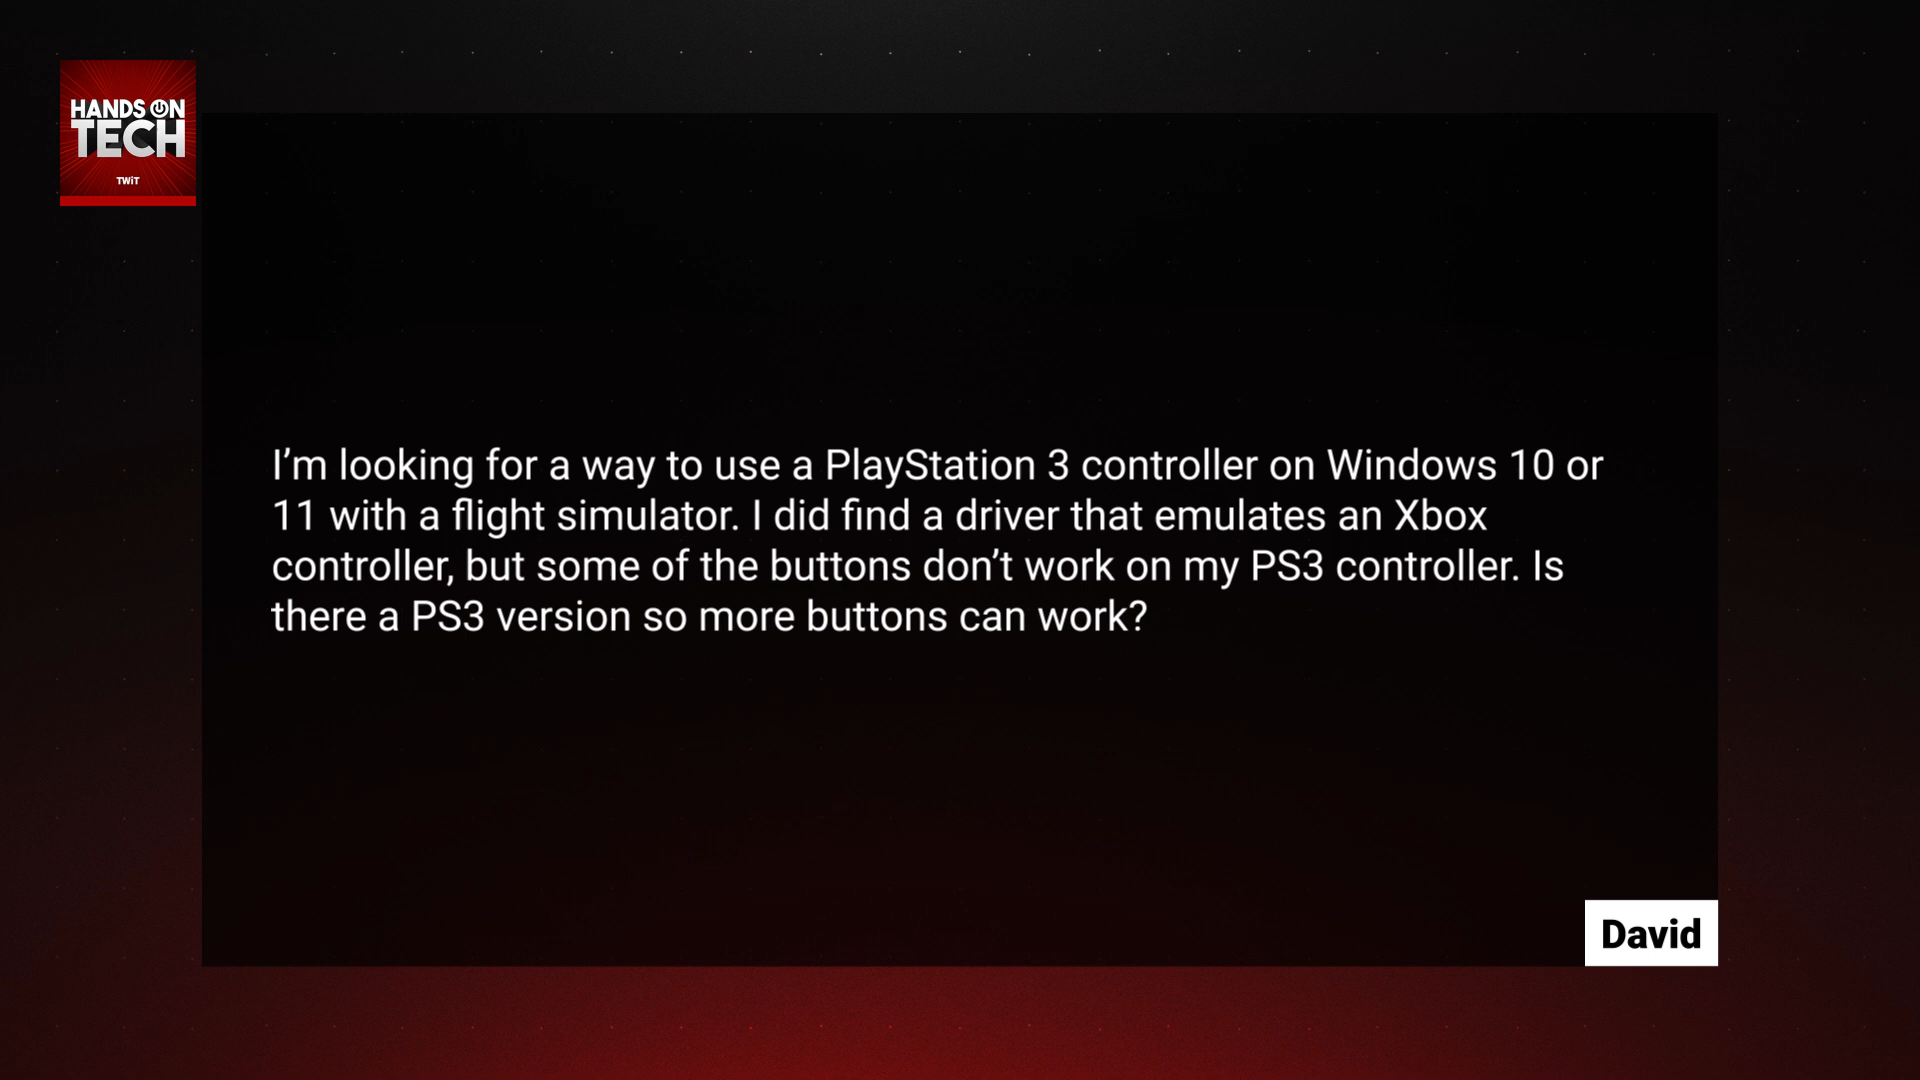 HANDS ON
TECH
TWiT
I’m looking for a way to use a PlayStation 3 controller on Windows 10 or
11 with a flight simulator. I did find a driver that emulates an Xbox
controller, but some of the buttons don’t work on my PS3 controller. Is
there a PS3 version so more buttons can work?
David